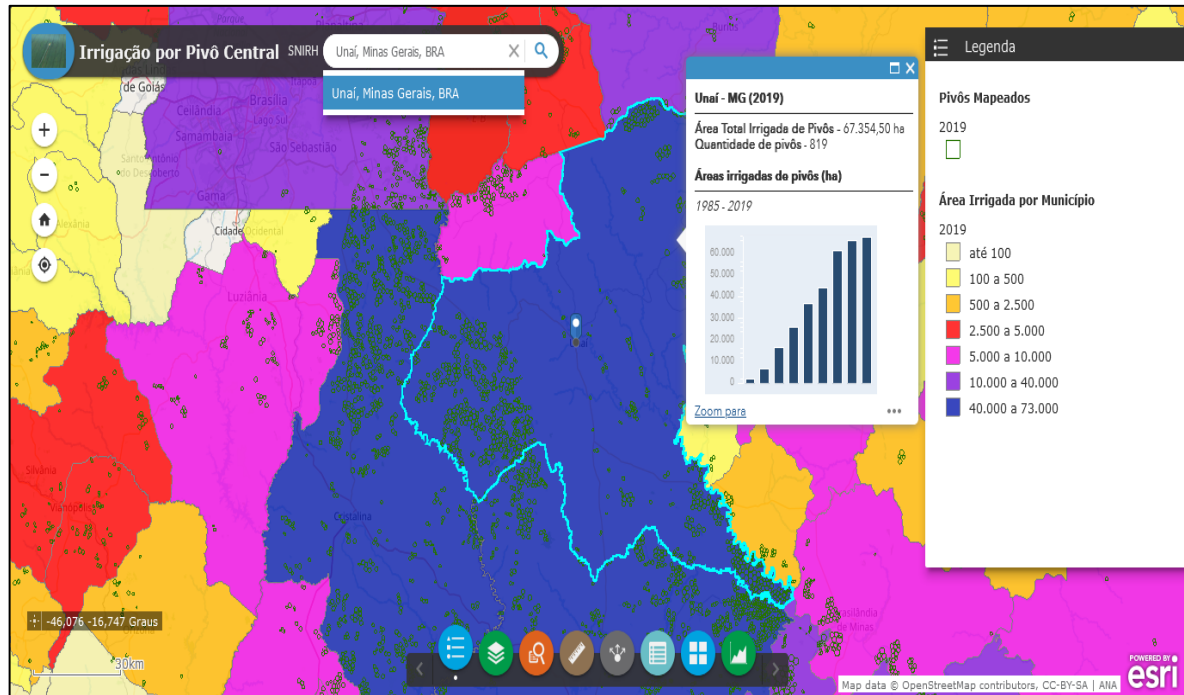 Irrigação por Pivô Central
SNIRH
Unaí, Minas Gerais, BRA
Unaí, Minas Gerais, BRA
de Goiás
Brasília
Ceilândia
Lago Sul
Samambaia
São Sebastião
Santo Antônio
do Descoberto
Gama
Alexânia
Cidade Ocidental
Luziânia
Silvânia
Vianópolis
Cristalina
Buritis
Brasilândia
de Minas
Unaí - MG (2019)
Área Total Irrigada de Pivôs - 67.354,50 ha
Quantidade de pivôs - 819
Áreas irrigadas de pivôs (ha)
1985 - 2019
60.000
50.000
40.000
30.000
20.000
10.000
0
Zoom para
Legenda
Pivôs Mapeados
2019
Área Irrigada por Município
2019
até 100
100 a 500
500 a 2.500
2.500 a 5.000
5.000 a 10.000
10.000 a 40.000
40.000 a 73.000
-46,076 -16,747 Graus
30km
Map data © OpenStreetMap contributors, CC-BY-SA | ANA
POWERED BY
esri